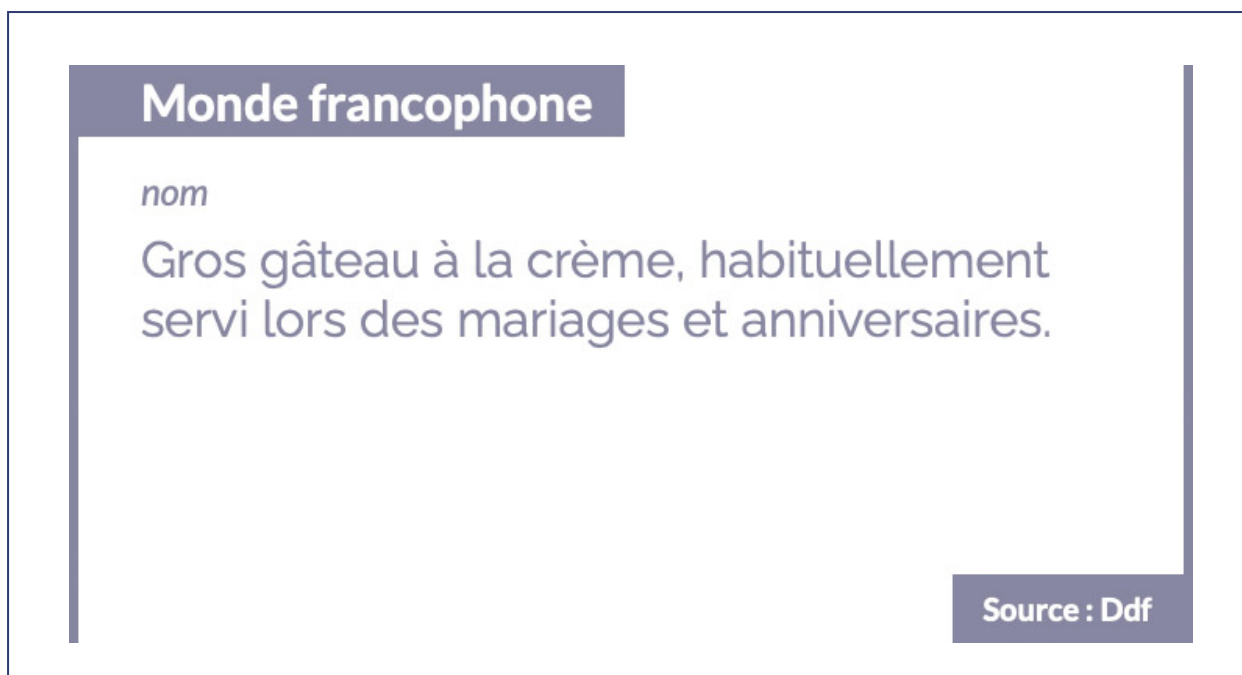 Monde francophone
nom
Gros gâteau à la crème, habituellement
servi lors des mariages et anniversaires.
Source : Ddf